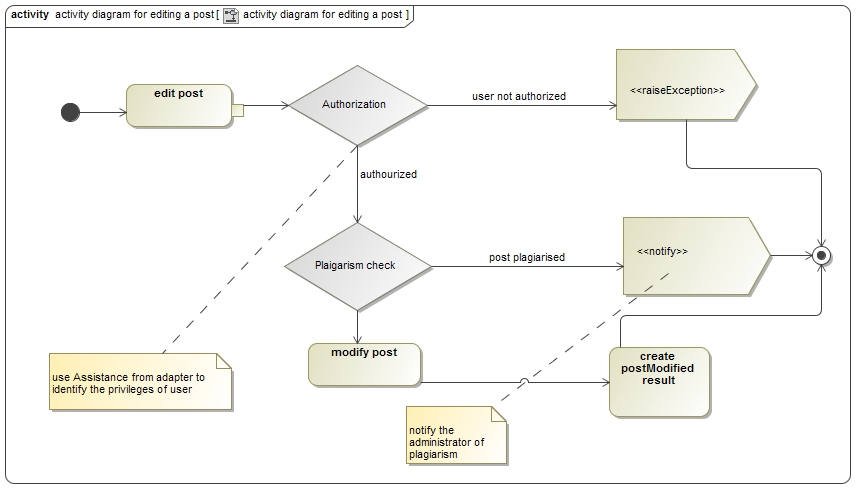 activity activity diagram for editing a post [ activity diagram for editing a post ]
edit post
Authorization
user not authorized
<<raiseException>>
authourized
Plaigarism check
post plagiarised
<<notify>>
modify post
create
postModified
result
use Assistance from adapter to
identify the privileges of user
notify the
administrator of
plagiarism